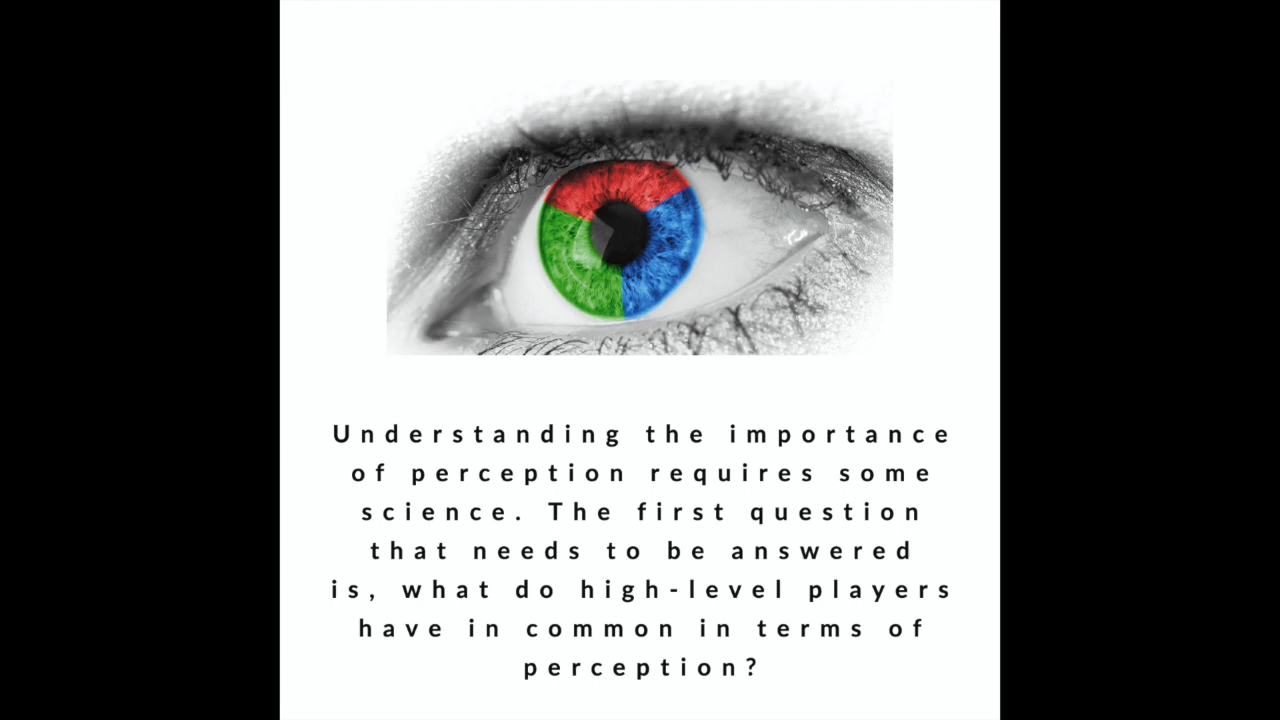 Understanding the importance
of perception requires some
science. The first question
that needs to be answered
is, what do high-level players
have in common in terms of
perception?